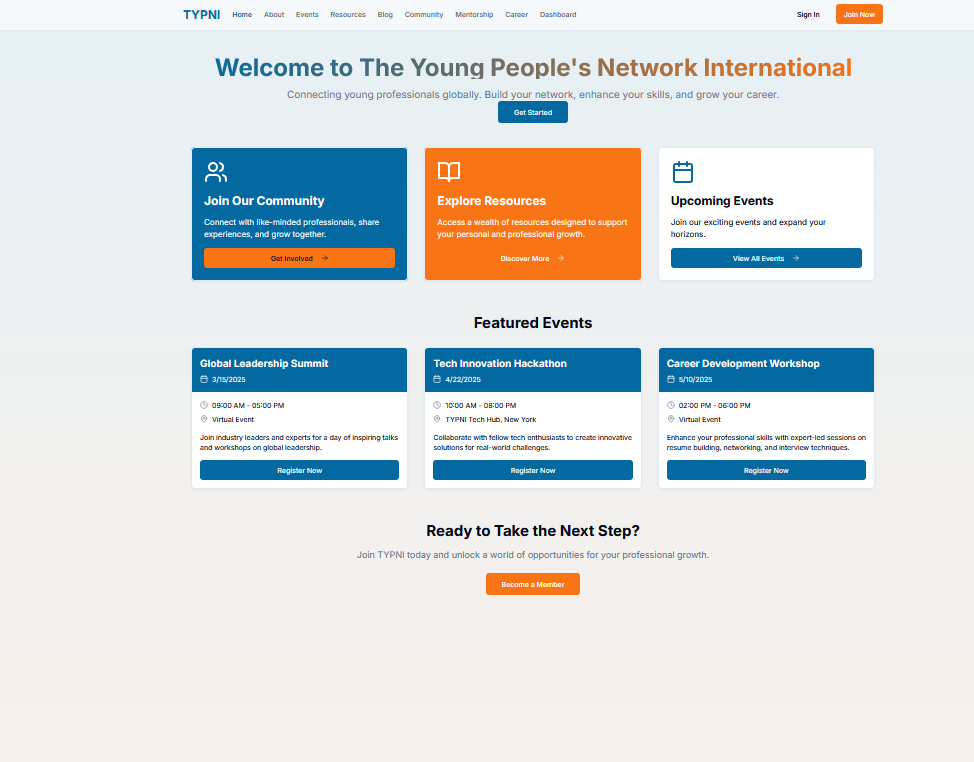 TYPNI Home About Events Resources Blog Community Mentorship Career Dashboard Sign In Join Now
Welcome to The Young People's Network International
Connecting young professionals globally. Build your network, enhance your skills, and grow your career.
Get Started
Join Our Community
Connect with like-minded professionals, share
experiences, and grow together.
Get Involved
Explore Resources
Access a wealth of resources designed to support
your personal and professional growth.
Discover More
Upcoming Events
Join our exciting events and expand your
horizons.
View All Events
Featured Events
Global Leadership Summit
3/15/2025
09:00 AM - 05:00 PM
Virtual Event
Join industry leaders and experts for a day of inspiring talks
and workshops on global leadership.
Register Now
Tech Innovation Hackathon
4/22/2025
10:00 AM - 08:00 PM
TYPNI Tech Hub, New York
Collaborate with fellow tech enthusiasts to create innovative
solutions for real-world challenges.
Register Now
Career Development Workshop
5/10/2025
02:00 PM - 06:00 PM
Virtual Event
Enhance your professional skills with expert-led sessions on
resume building, networking, and interview techniques.
Register Now
Ready to Take the Next Step?
Join TYPNI today and unlock a world of opportunities for your professional growth.
Become a Member